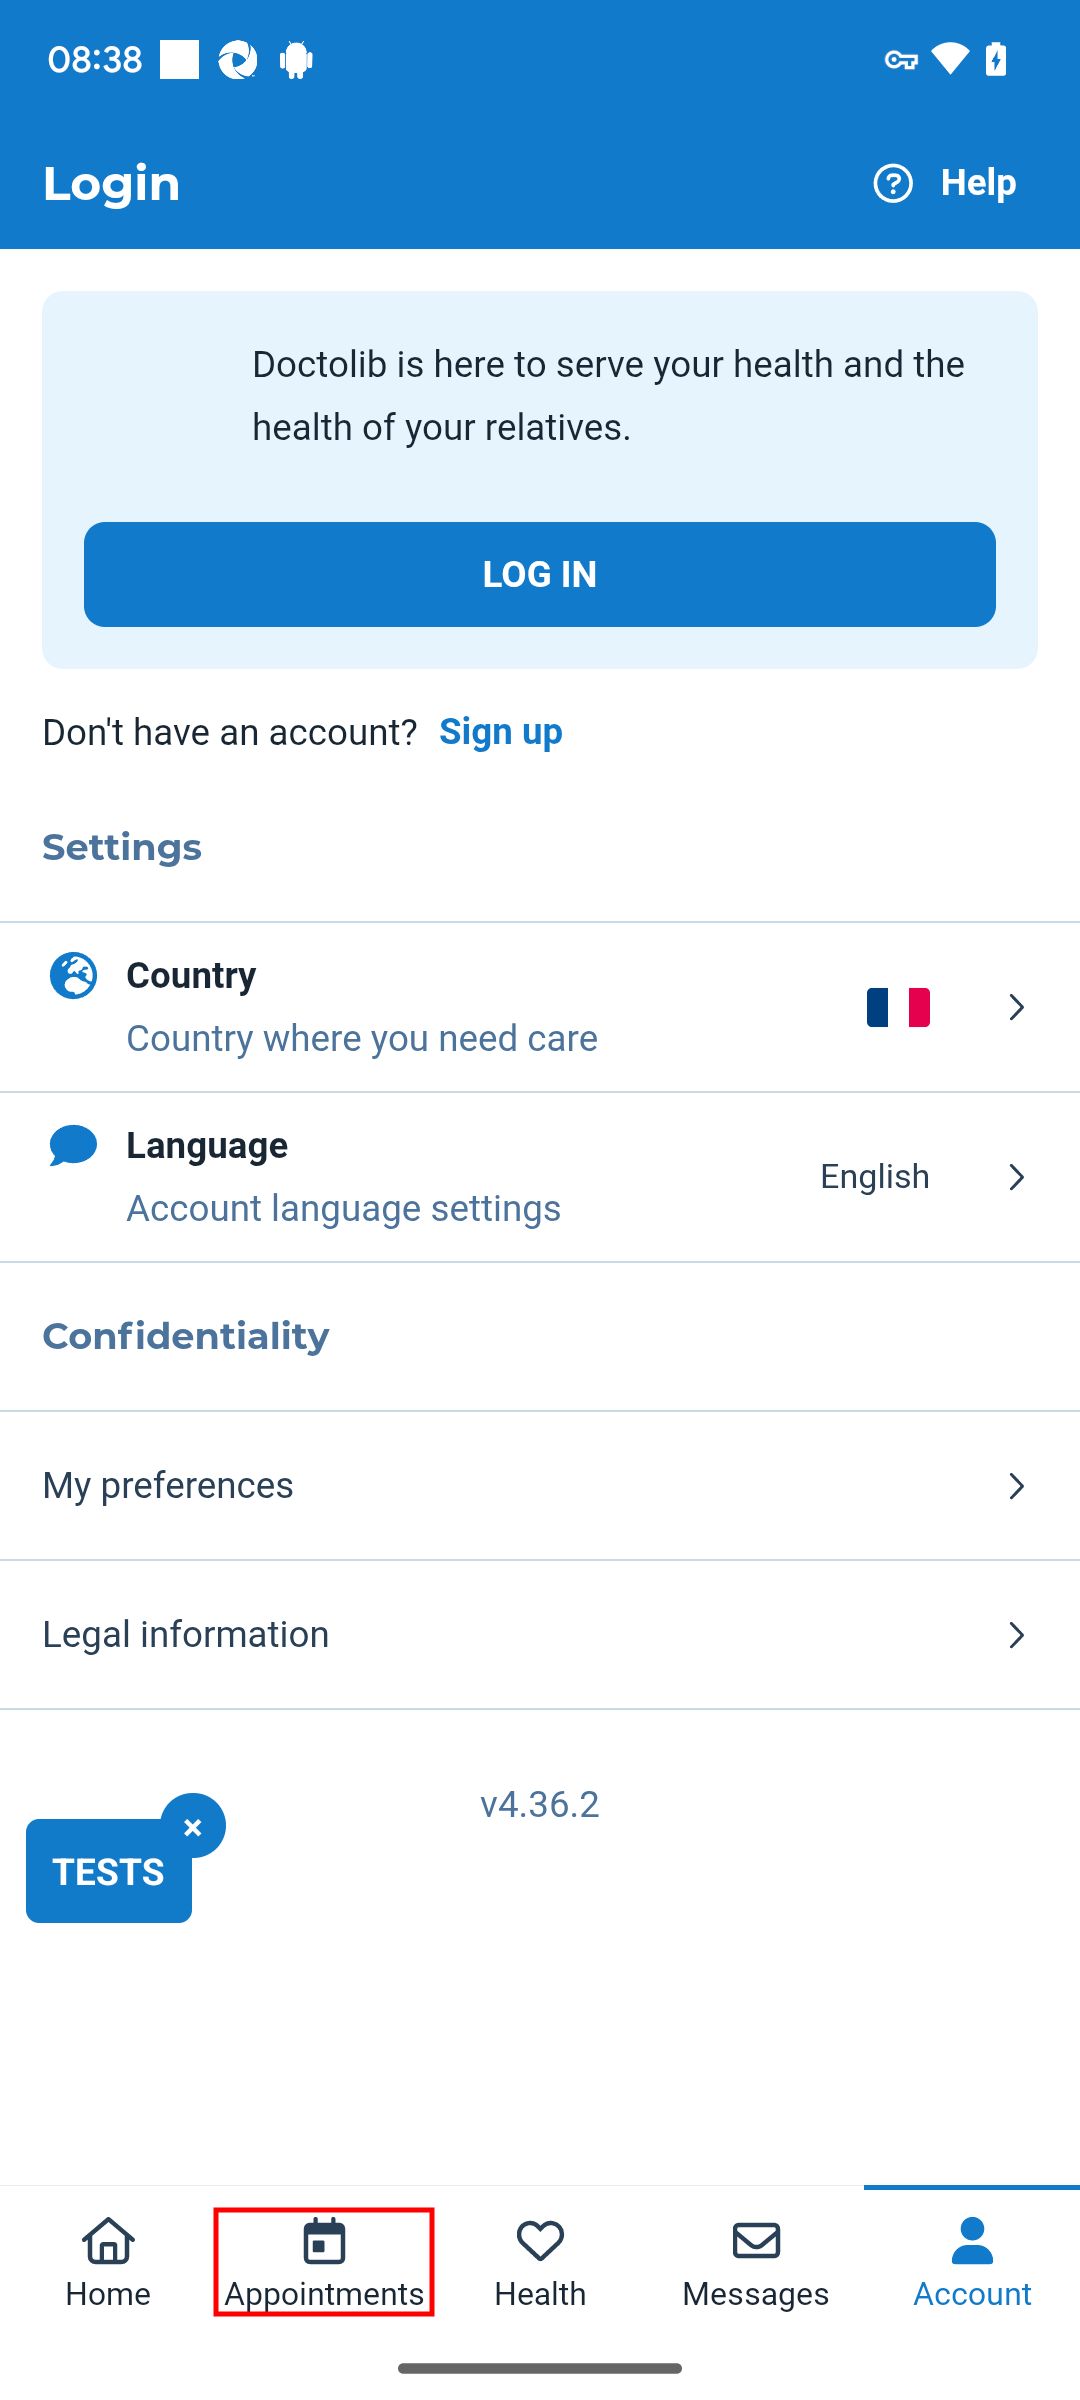 08:38
Login
Help
Doctolib is here to serve your health and the
health of your relatives.
LOG IN
Don't have an account? Sign up
Settings
Country
Country where you need care
Language
Account language settings
English
Confidentiality
My preferences
Legal information
v4.36.2
×
TESTS
Home
Appointments
Health
Messages
Account